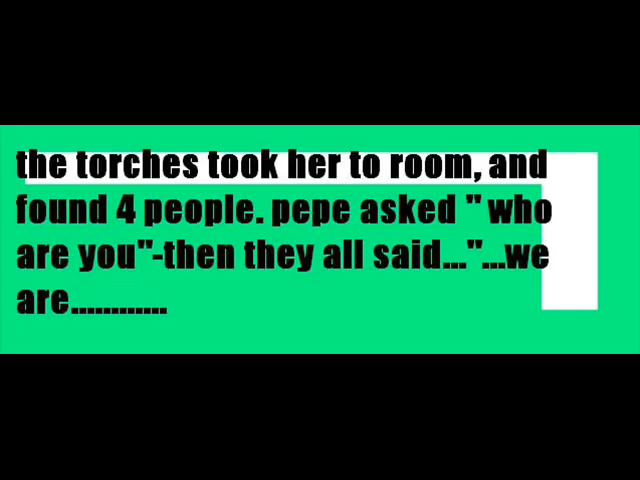 the torches took her to room, and
found 4 people. pepe asked " who
are you"-then they all said..."...we
are............